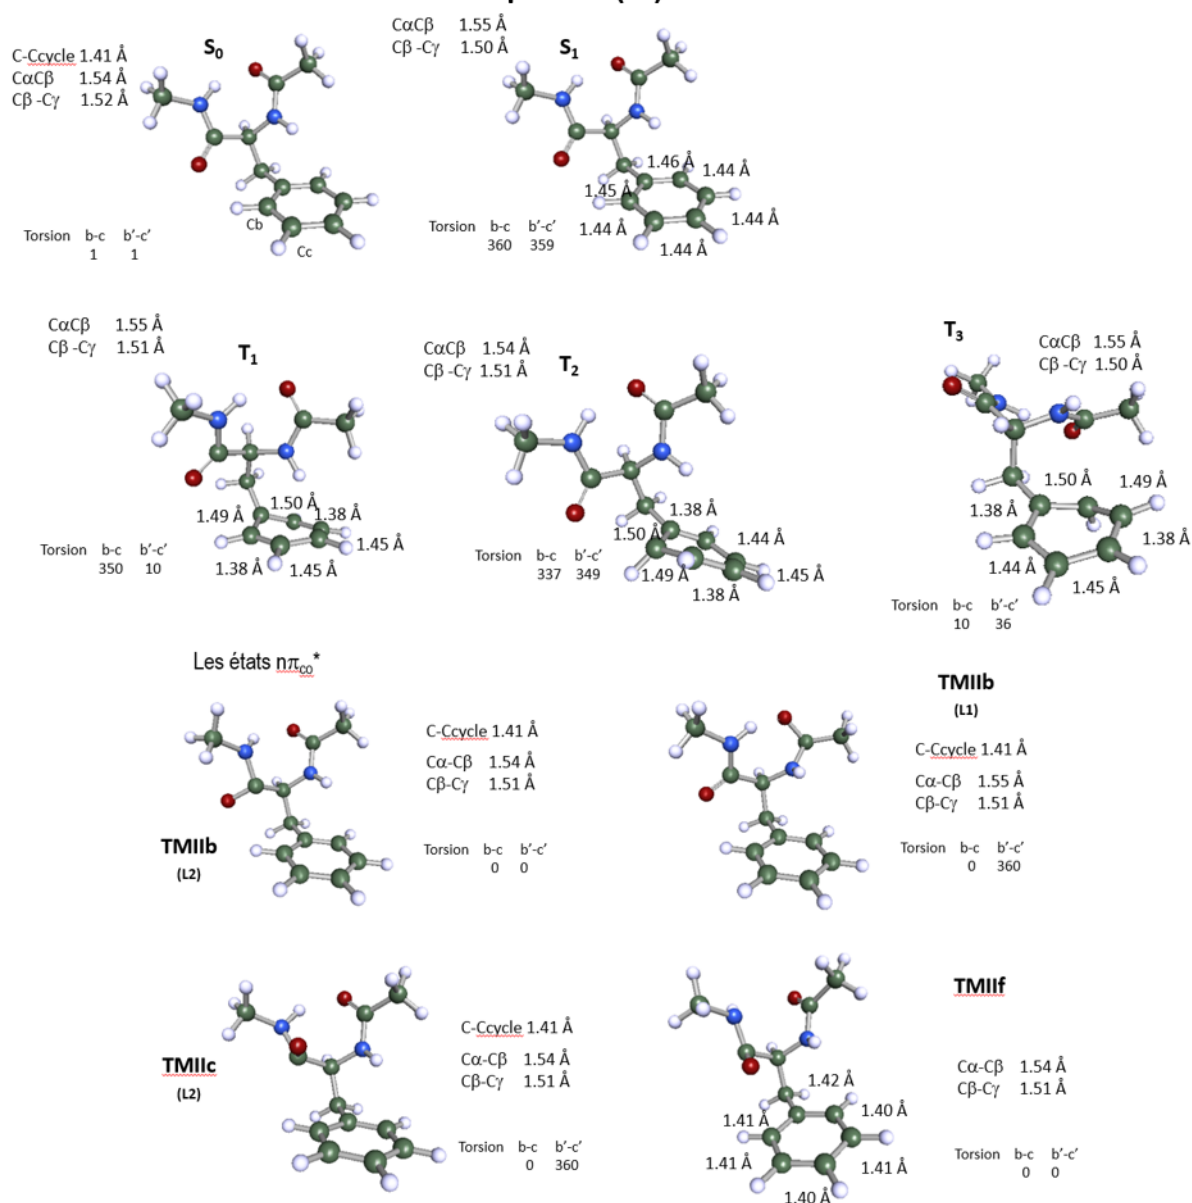 S0
C-Ccycle 1.41 Å
CαCβ 1.54 Å
Cβ -Cγ 1.52 Å
Cb
Cc
Torsion b-c b’-c’
1 1
CαCβ 1.55 Å
Cβ -Cγ 1.50 Å
S1
1.46 Å
1.44 Å
1.45 Å
1.44 Å
1.44 Å
1.44 Å
Torsion b-c b’-c’
360 359
CαCβ 1.55 Å
Cβ -Cγ 1.51 Å
T1
1.50 Å
1.38 Å
1.49 Å
1.45 Å
1.38 Å
1.45 Å
Torsion b-c b’-c’
350 10
CαCβ 1.54 Å
Cβ -Cγ 1.51 Å
T2
1.38 Å
1.50 Å
1.44 Å
1.49 Å
1.45 Å
1.38 Å
Torsion b-c b’-c’
337 349
T3
CαCβ 1.55 Å
Cβ -Cγ 1.50 Å
1.50 Å
1.49 Å
1.38 Å
1.38 Å
1.44 Å
1.45 Å
Torsion b-c b’-c’
10 36
Les états nπco*
C-Ccycle 1.41 Å
Cα-Cβ 1.54 Å
Cβ-Cγ 1.51 Å
TMIIb
(L2)
Torsion b-c b’-c’
0 0
TMIIb
(L1)
C-Ccycle 1.41 Å
Cα-Cβ 1.55 Å
Cβ-Cγ 1.51 Å
Torsion b-c b’-c’
0 360
C-Ccycle 1.41 Å
Cα-Cβ 1.54 Å
Cβ-Cγ 1.51 Å
TMIIc
(L2)
Torsion b-c b’-c’
0 360
TMIIf
Cα-Cβ 1.54 Å
Cβ-Cγ 1.51 Å
1.42 Å
1.40 Å
1.41 Å
1.41 Å
1.41 Å
1.40 Å
Torsion b-c b’-c’
0 0